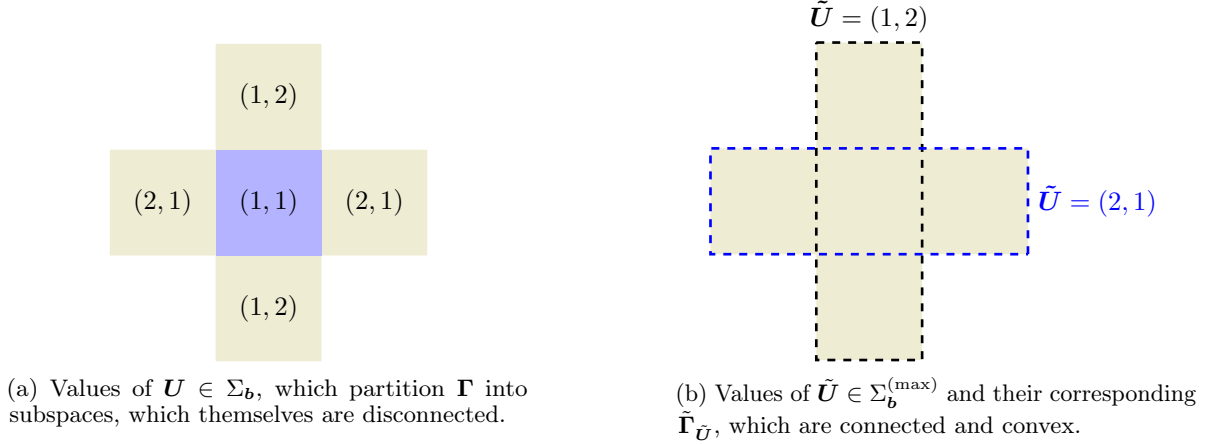 (1, 2)
(2, 1) (1, 1) (2, 1)
(1, 2)
(a) Values of U ∈ Σ_b, which partition Γ into
subspaces, which themselves are disconnected.
Ũ = (1, 2)
Ũ = (2, 1)
(b) Values of Ũ ∈ Σ_b^(max) and their corresponding
Γ̃_Ũ, which are connected and convex.